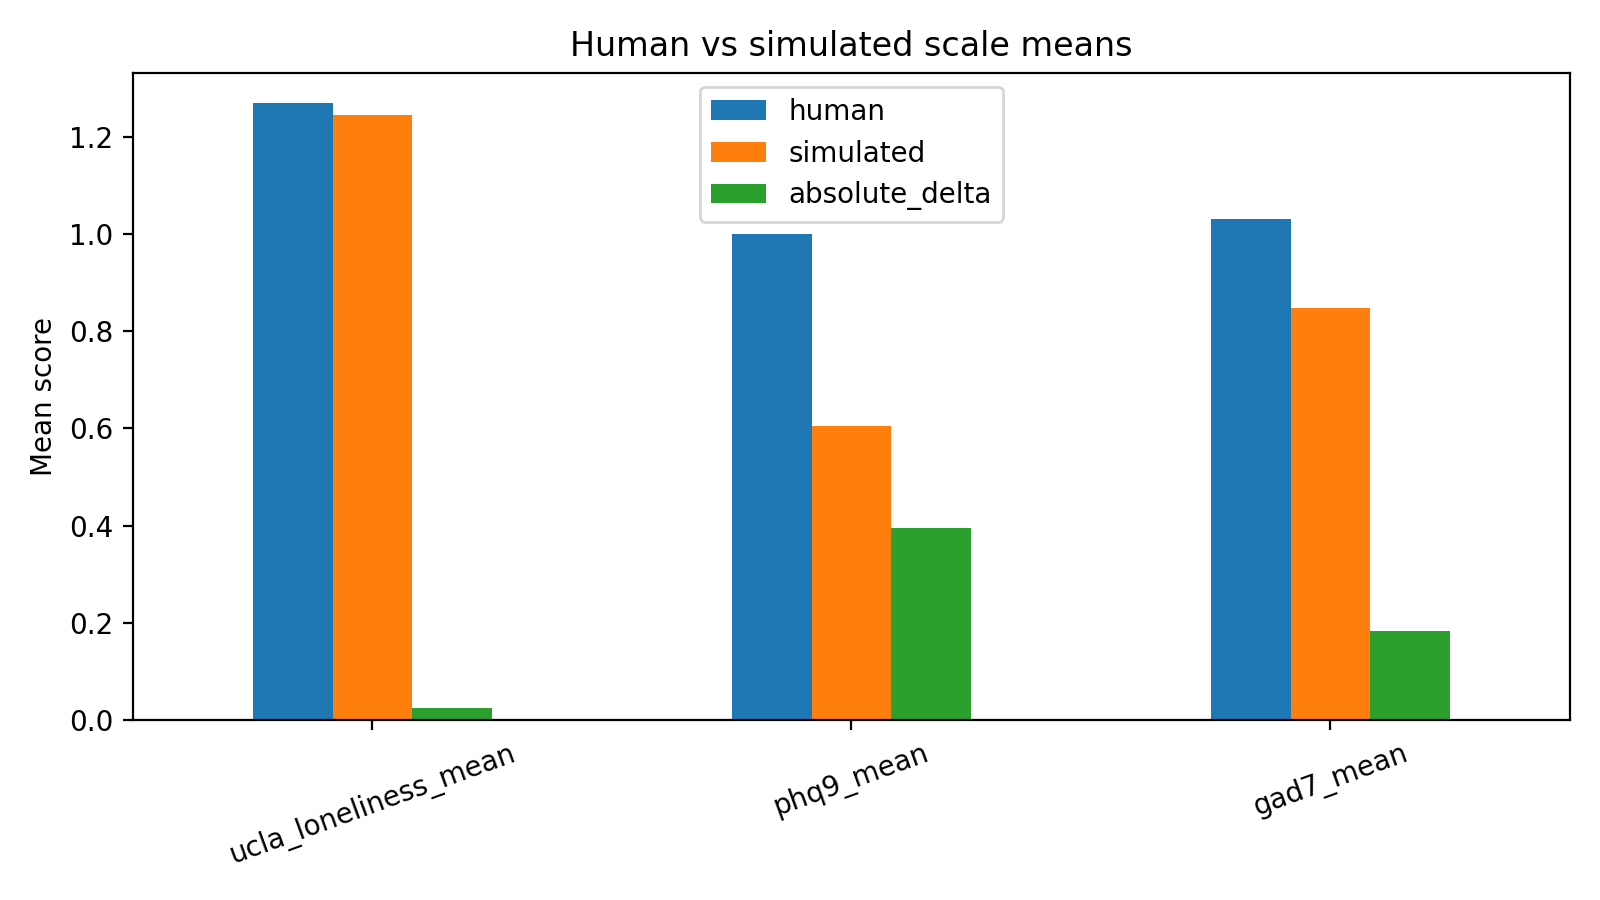 Human vs simulated scale means
human
simulated
absolute_delta
Mean score
1.2
1.0
0.8
0.6
0.4
0.2
0.0
ucla_loneliness_mean
phq9_mean
gad7_mean